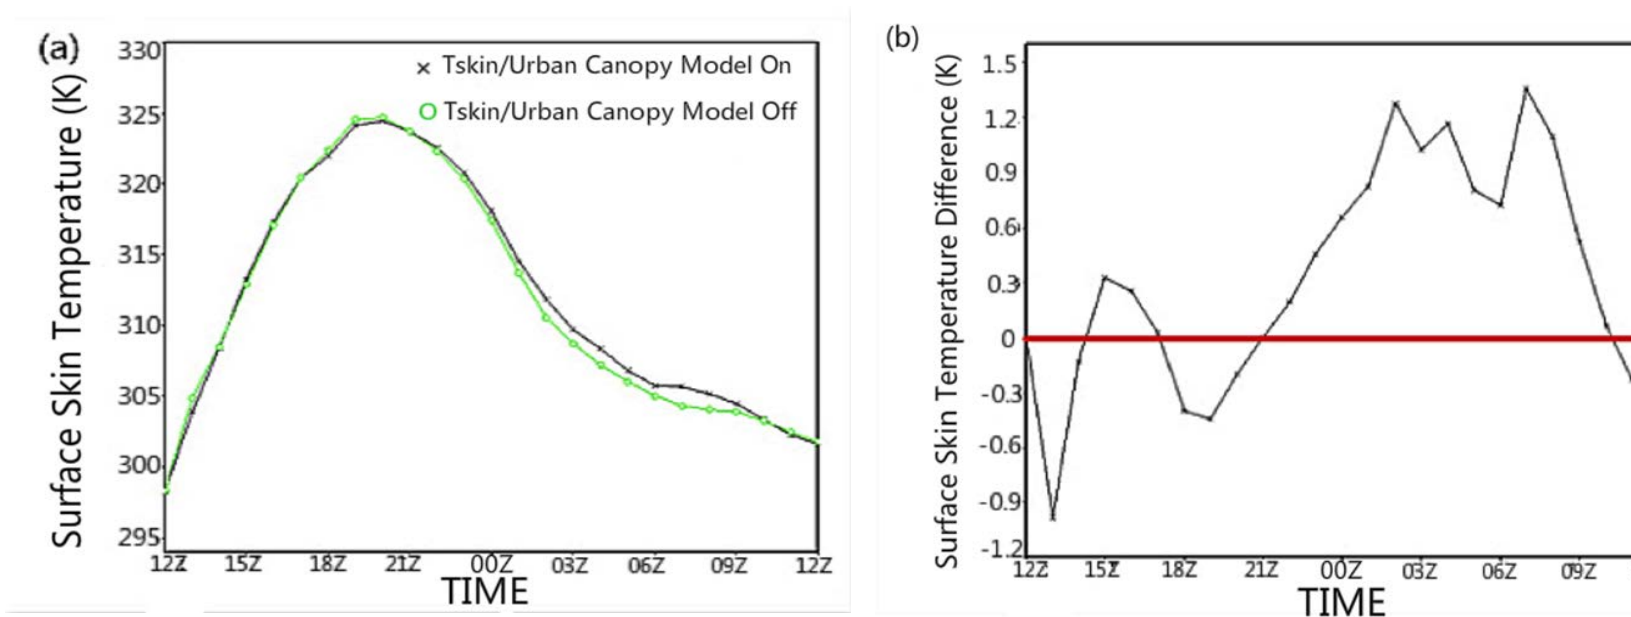 (a)
Surface Skin Temperature (K)
330
325
320
315
310
305
300
295
× Tskin/Urban Canopy Model On
Tskin/Urban Canopy Model Off
12Z 15Z 18Z 21Z 00Z 03Z 06Z 09Z 12Z
TIME
(b)
Surface Skin Temperature Difference (K)
1.5
1.2
0.9
0.6
0.3
0
-0.3
-0.6
-0.9
-1.2
12Z 15Z 18Z 21Z 00Z 03Z 06Z 09Z
TIME